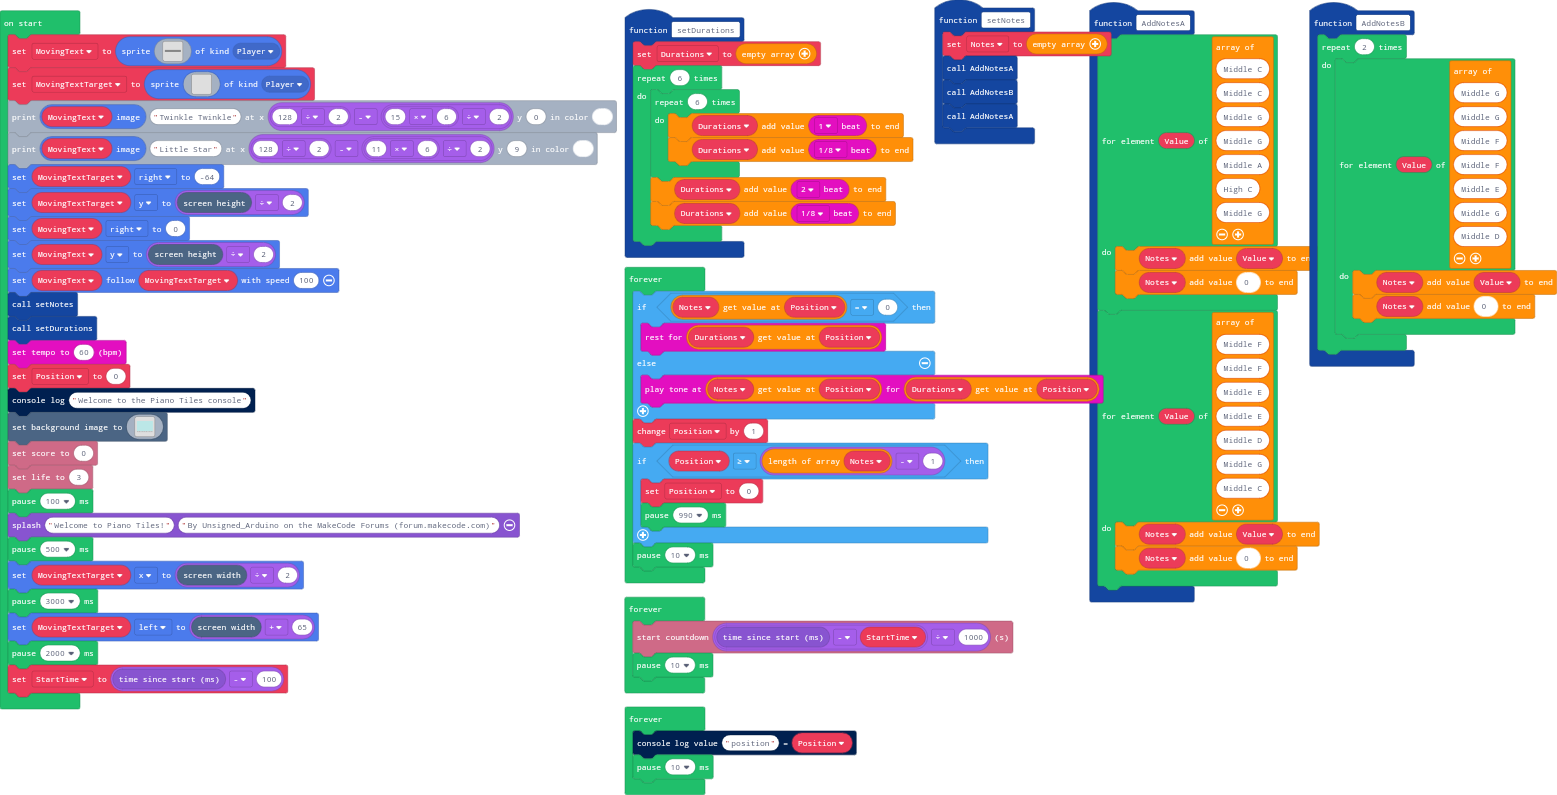 on start
set MovingText to sprite of kind Player
set MovingTextTarget to sprite of kind Player
print MovingText image "Twinkle Twinkle" at x 128 ÷ 2 - 15 × 6 ÷ 2 y 0 in color
print MovingText image "Little Star" at x 128 ÷ 2 - 11 × 6 ÷ 2 y 9 in color
set MovingTextTarget right to -64
set MovingTextTarget y to screen height ÷ 2
set MovingText right to 0
set MovingText y to screen height ÷ 2
set MovingText follow MovingTextTarget with speed 100
call setNotes
call setDurations
set tempo to 60 (bpm)
set Position to 0
console log "Welcome to the Piano Tiles console"
set background image to
set score to 0
set life to 3
pause 100 ms
splash "Welcome to Piano Tiles!" "By Unsigned_Arduino on the MakeCode Forums (forum.makecode.com)"
pause 500 ms
set MovingTextTarget x to screen width ÷ 2
pause 3000 ms
set MovingTextTarget left to screen width + 65
pause 2000 ms
set StartTime to time since start (ms) - 100
function setDurations
set Durations to empty array
repeat 6 times
do
repeat 6 times
do
Durations add value 1 beat to end
Durations add value 1/8 beat to end
Durations add value 2 beat to end
Durations add value 1/8 beat to end
forever
if Notes get value at Position = 0 then
rest for Durations get value at Position
else
play tone at Notes get value at Position for Durations get value at Position
change Position by 1
if Position ≥ length of array Notes - 1 then
set Position to 0
pause 990 ms
pause 10 ms
forever
start countdown time since start (ms) - StartTime ÷ 1000 (s)
pause 10 ms
forever
console log value "position" = Position
pause 10 ms
function setNotes
set Notes to empty array
call AddNotesA
call AddNotesB
call AddNotesA
function AddNotesA
for element Value of
array of
Middle C
Middle C
Middle G
Middle G
Middle A
High C
Middle G
do
Notes add value Value to en
Notes add value 0 to end
for element Value of
array of
Middle F
Middle F
Middle E
Middle E
Middle D
Middle G
Middle C
do
Notes add value Value to end
Notes add value 0 to end
function AddNotesB
repeat 2 times
do
for element Value of
array of
Middle G
Middle G
Middle F
Middle F
Middle E
Middle G
Middle D
do
Notes add value Value to end
Notes add value 0 to end